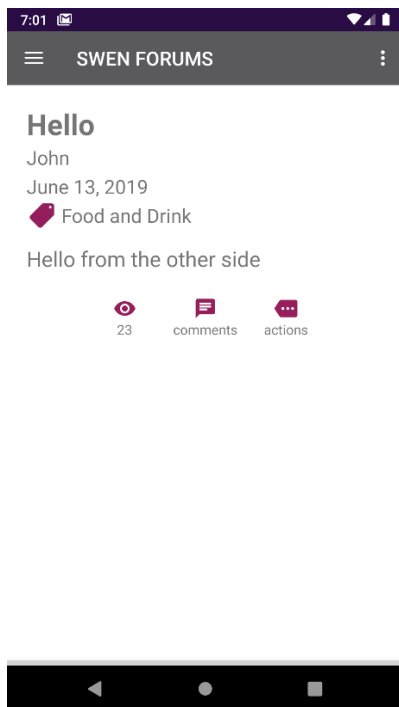 7:01
SWEN FORUMS
Hello
John
June 13, 2019
Food and Drink
Hello from the other side
23 comments actions